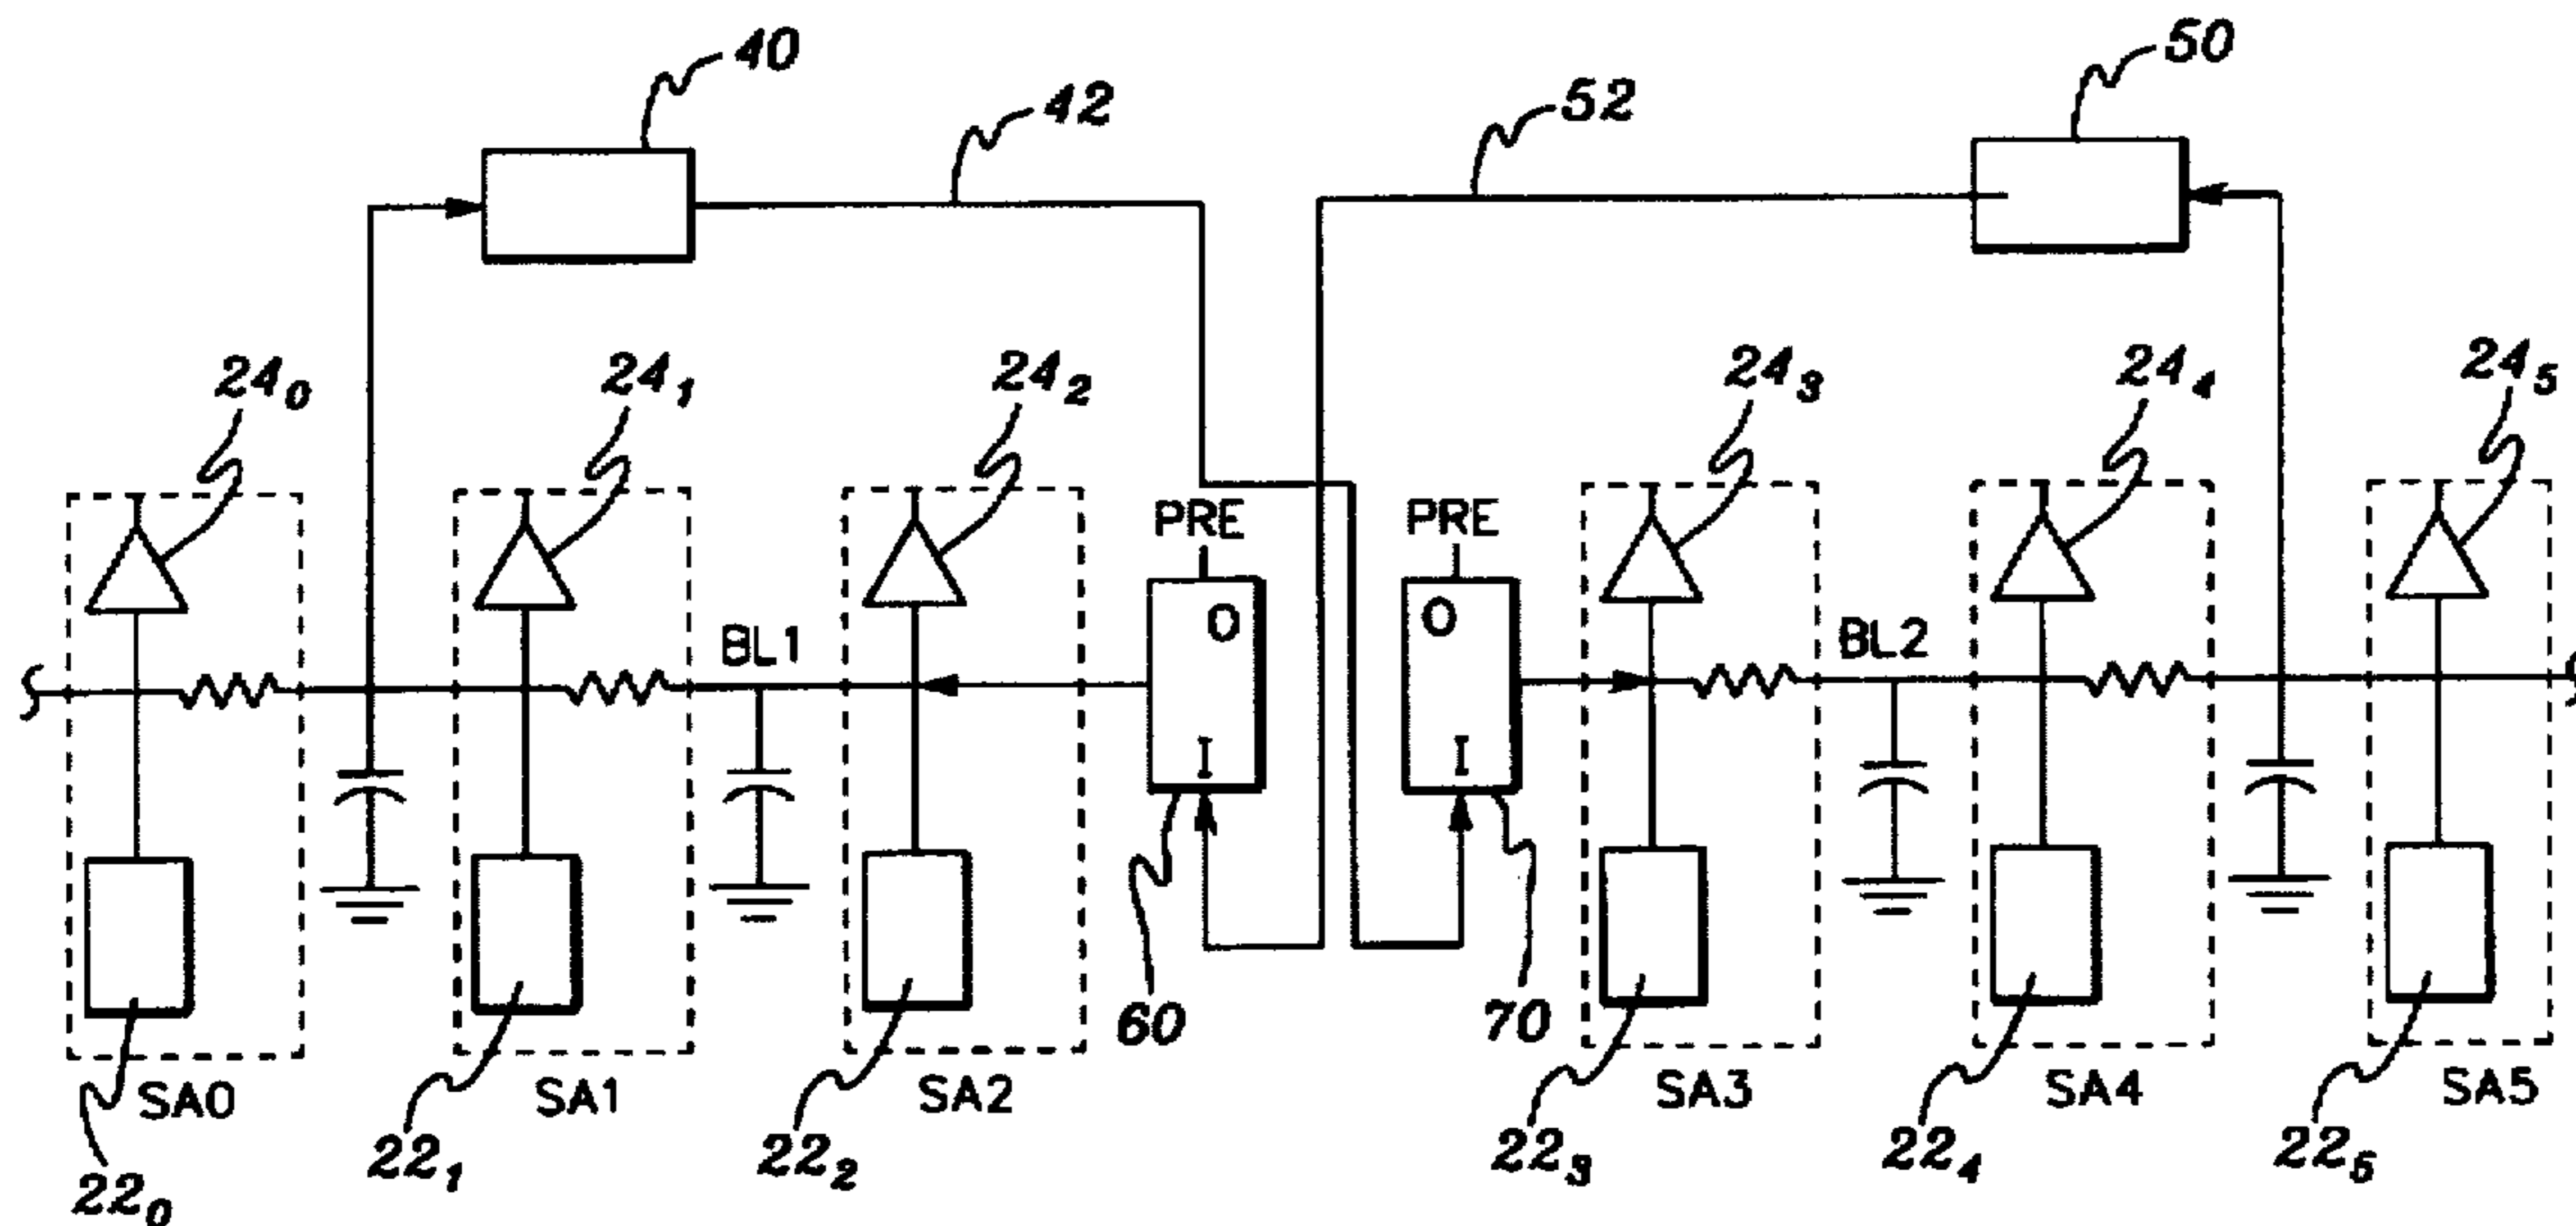 40
50
42
52
24₀
24₁
24₂
24₃
24₄
24₅
PRE
PRE
O
O
BL1
BL2
I
I
60
70
SA0
SA1
SA2
SA3
SA4
SA5
22₀
22₁
22₂
22₃
22₄
22₅